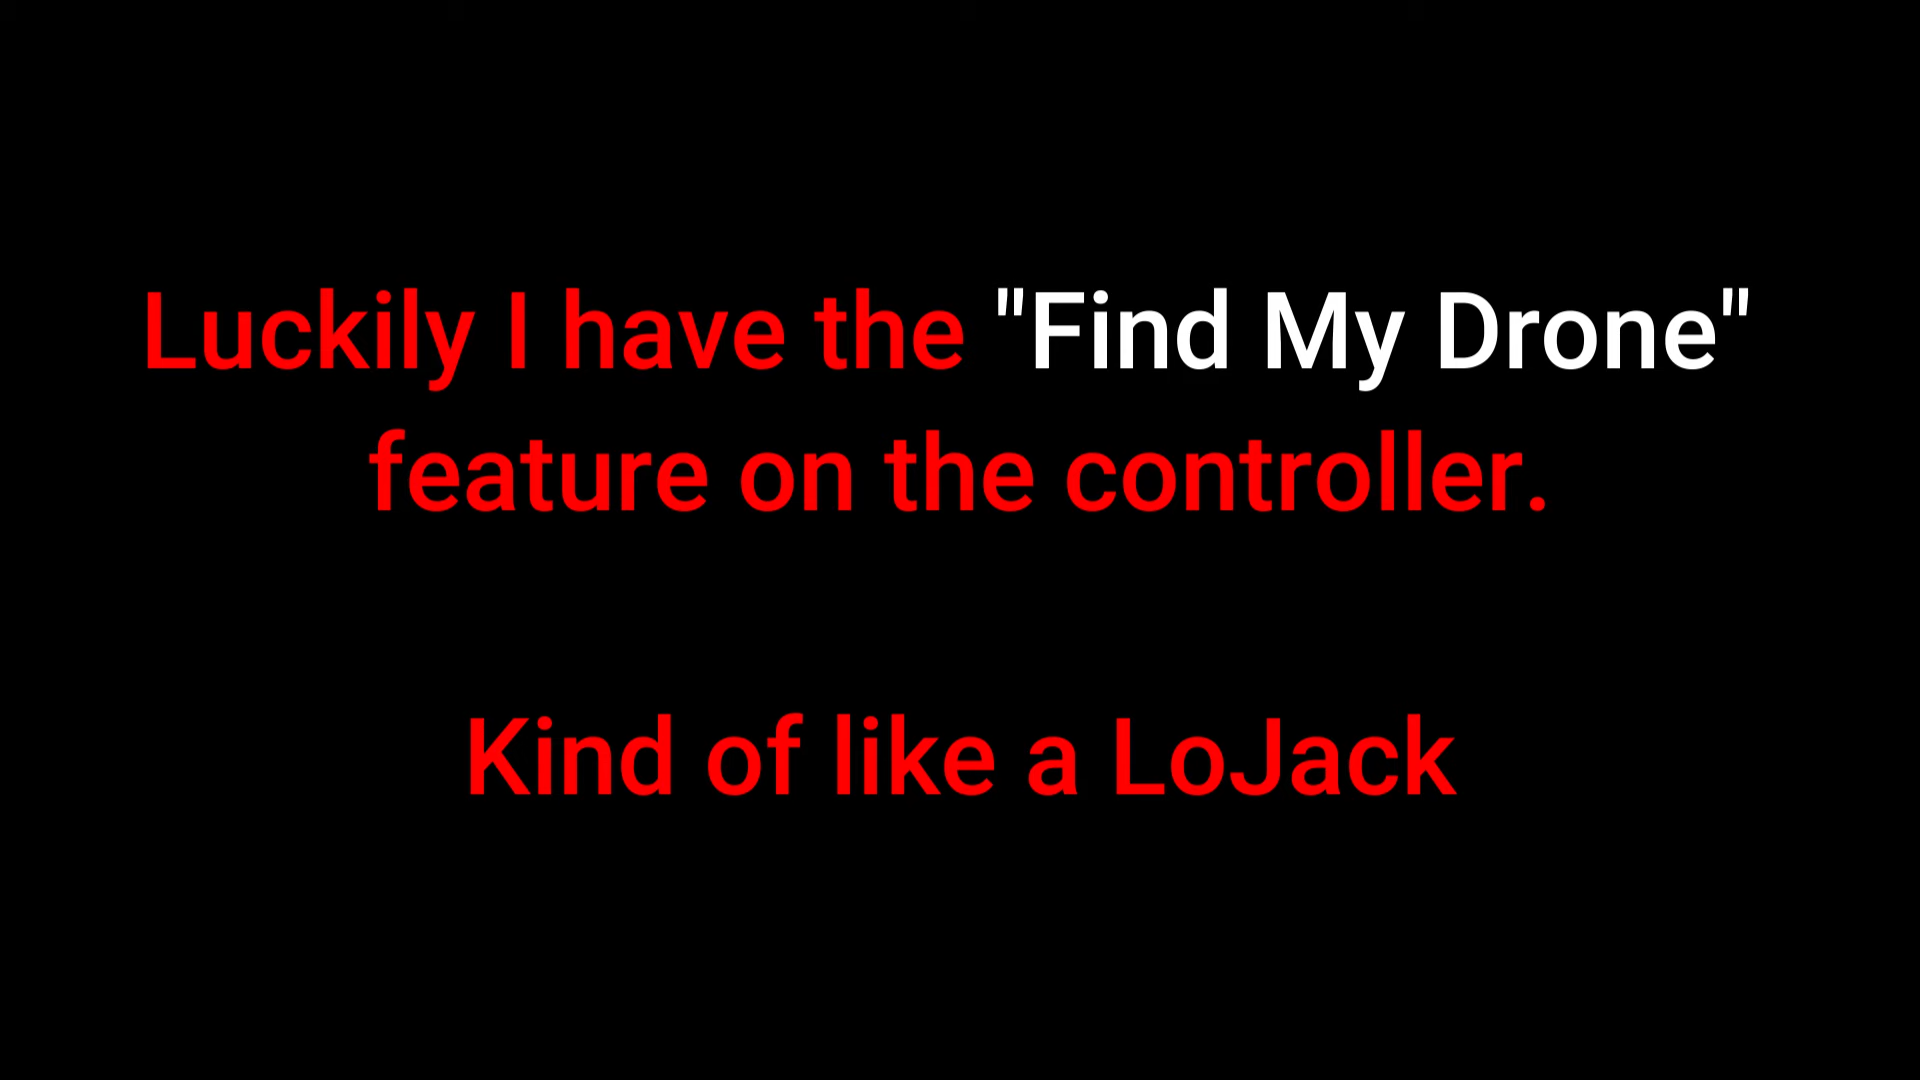 Luckily I have the "Find My Drone"
feature on the controller.
Kind of like a LoJack